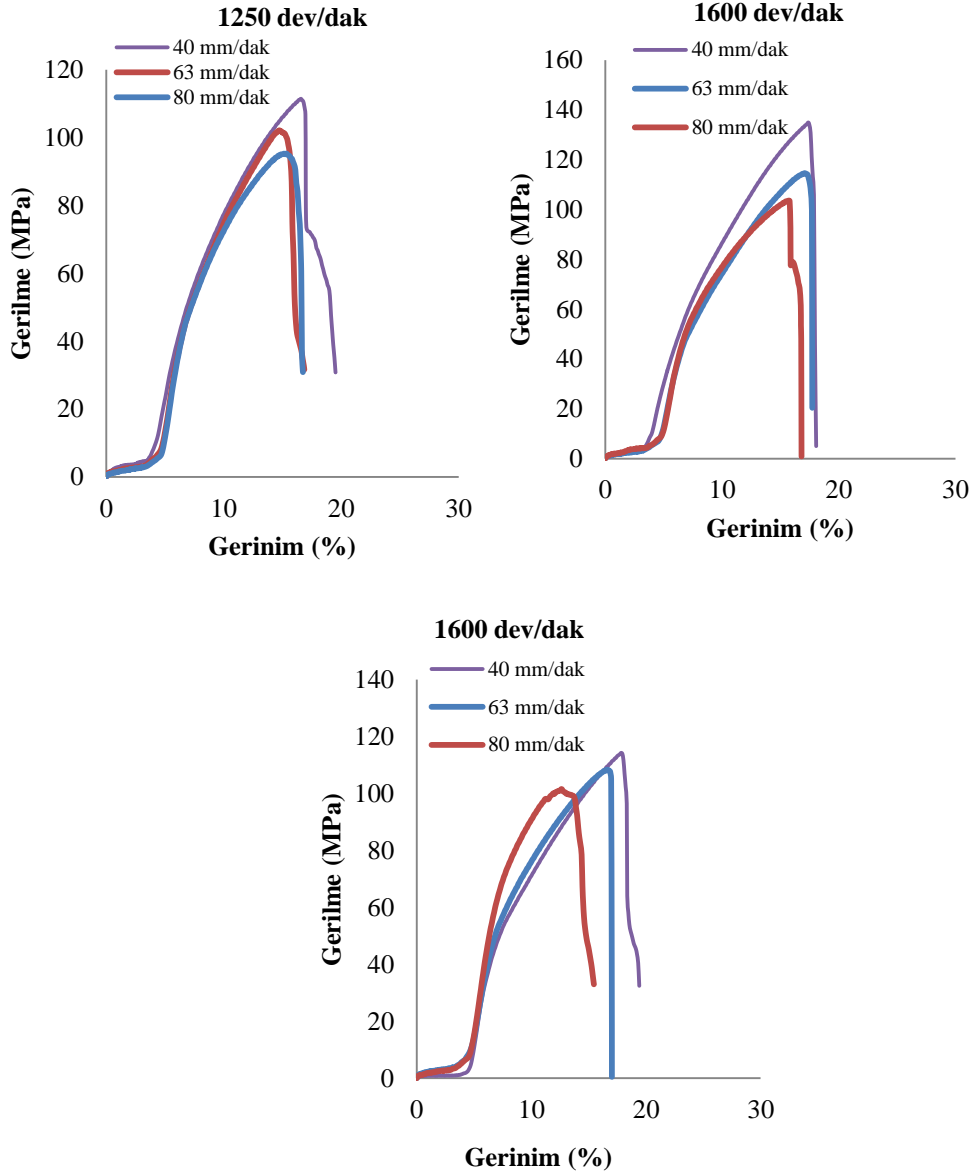 1250 dev/dak
40 mm/dak
63 mm/dak
80 mm/dak
120
100
80
60
40
20
0
0 10 20 30
Gerilme (MPa)
Gerinim (%)
1600 dev/dak
40 mm/dak
63 mm/dak
80 mm/dak
160
140
120
100
80
60
40
20
0
0 10 20 30
Gerilme (MPa)
Gerinim (%)
1600 dev/dak
40 mm/dak
63 mm/dak
80 mm/dak
140
120
100
80
60
40
20
0
0 10 20 30
Gerilme (MPa)
Gerinim (%)